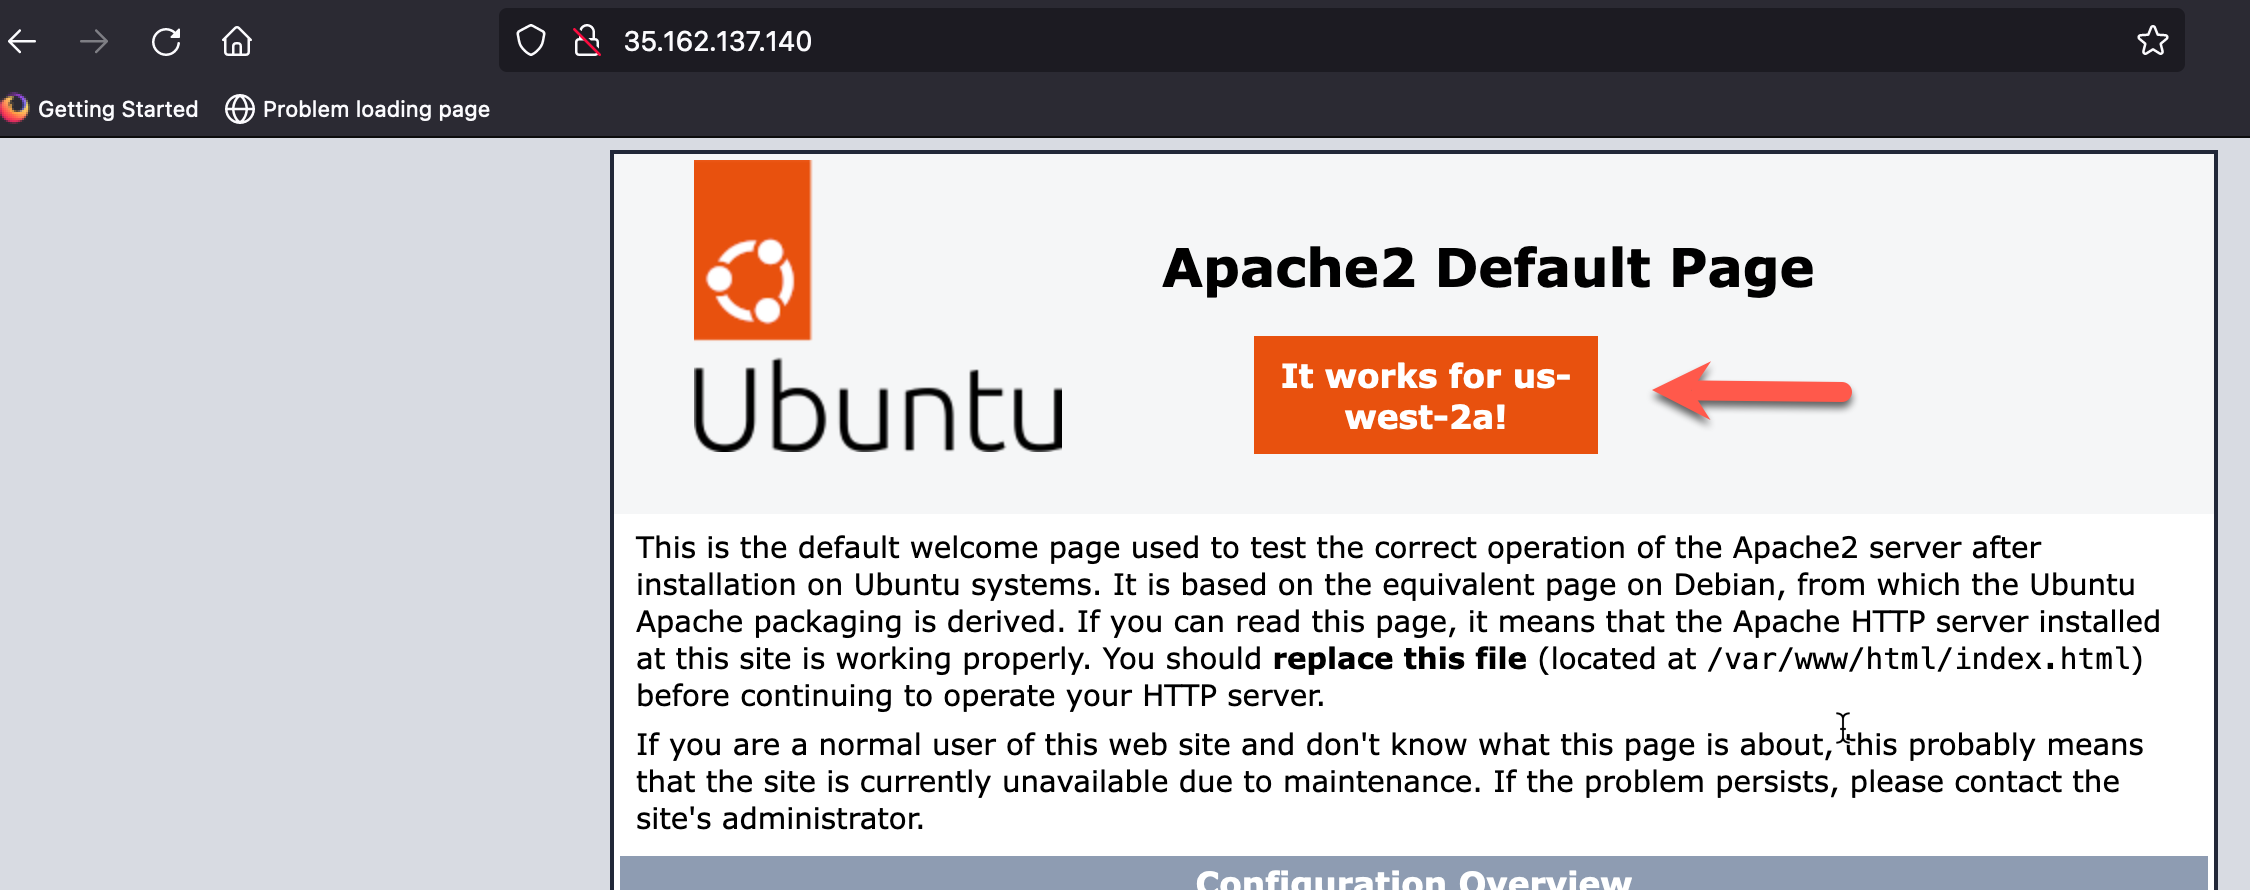 35.162.137.140
Getting Started
Problem loading page
Apache2 Default Page
Ubuntu
It works for us-
west-2a!
This is the default welcome page used to test the correct operation of the Apache2 server after
installation on Ubuntu systems. It is based on the equivalent page on Debian, from which the Ubuntu
Apache packaging is derived. If you can read this page, it means that the Apache HTTP server installed
at this site is working properly. You should replace this file (located at /var/www/html/index.html)
before continuing to operate your HTTP server.
If you are a normal user of this web site and don't know what this page is about, this probably means
that the site is currently unavailable due to maintenance. If the problem persists, please contact the
site's administrator.
Configuration Overview